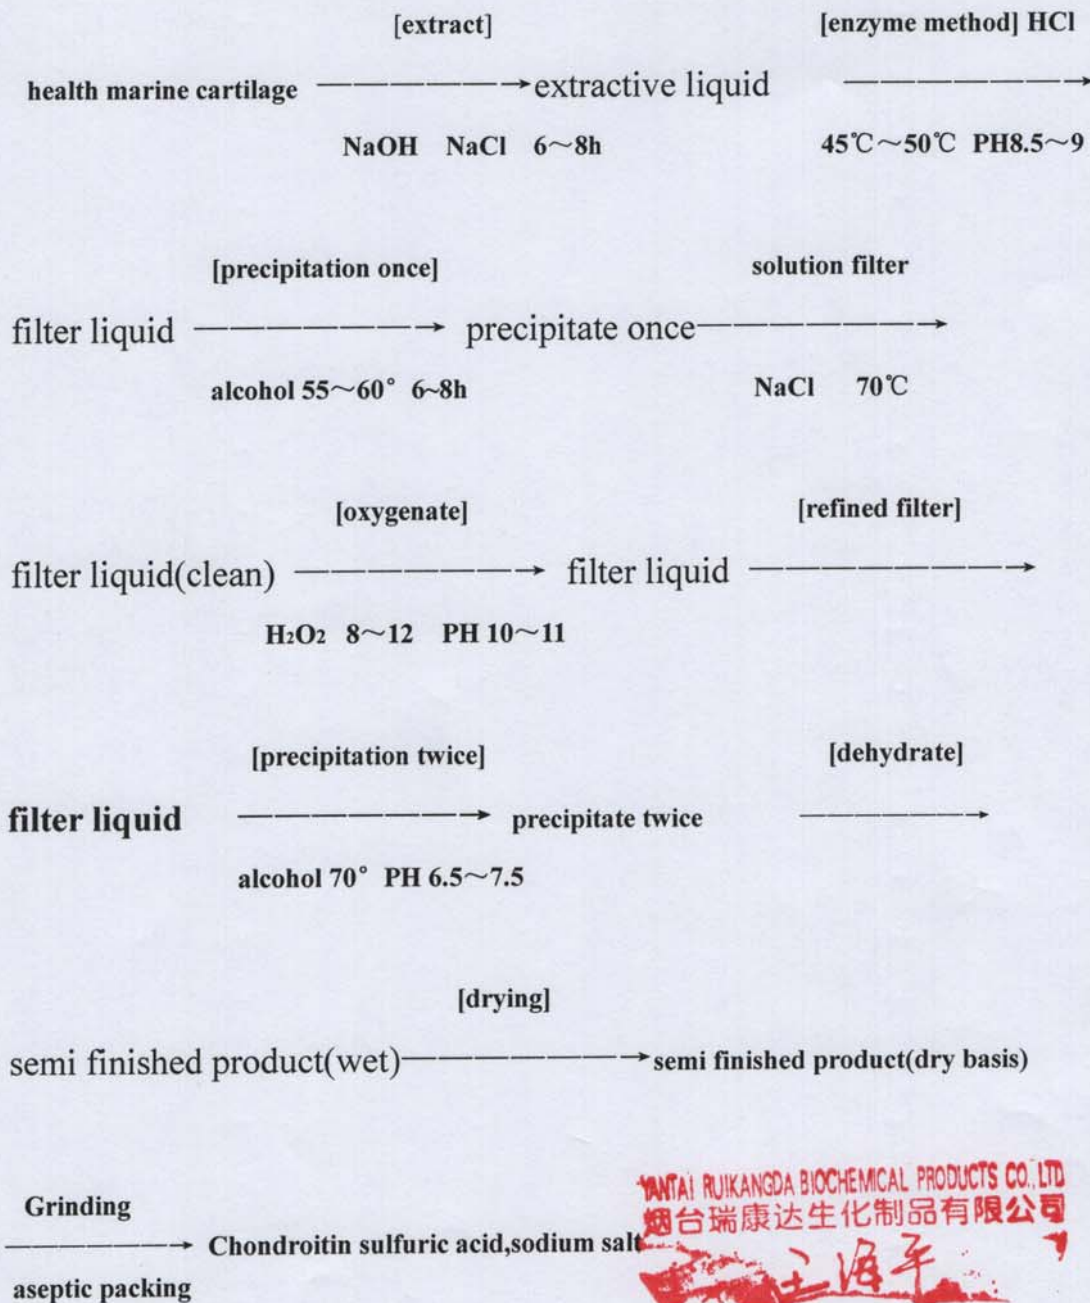 [extract] [enzyme method] HCl
health marine cartilage extractive liquid
NaOH NaCl 6～8h 45℃～50℃ PH8.5～9
[precipitation once] solution filter
filter liquid precipitate once
alcohol 55～60° 6~8h NaCl 70℃
[oxygenate] [refined filter]
filter liquid(clean) filter liquid
H₂O₂ 8～12 PH 10～11
[precipitation twice] [dehydrate]
filter liquid precipitate twice
alcohol 70° PH 6.5～7.5
[drying]
semi finished product(wet) semi finished product(dry basis)
YANTAI RUIKANGDA BIOCHEMICAL PRODUCTS CO., LTD
烟台瑞康达生化制品有限公司
Grinding
Chondroitin sulfuric acid,sodium salt
aseptic packing